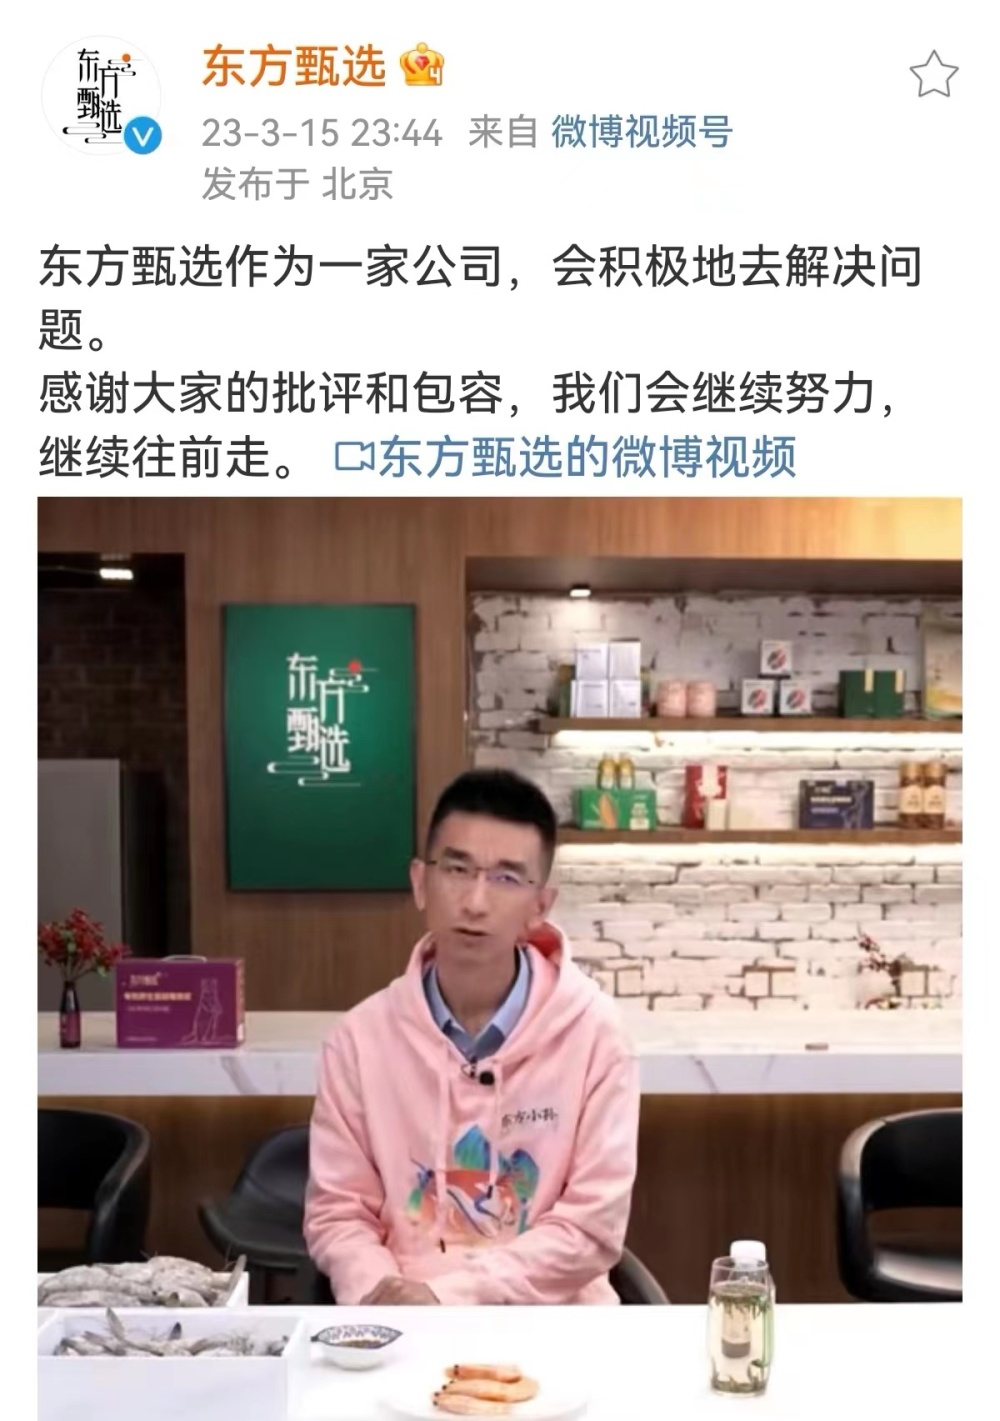 东方甄选
东方甄选
23-3-15 23:44 来自 微博视频号
发布于 北京
东方甄选作为一家公司，会积极地去解决问
题。
感谢大家的批评和包容，我们会继续努力，
继续往前走。 东方甄选的微博视频
东方甄选